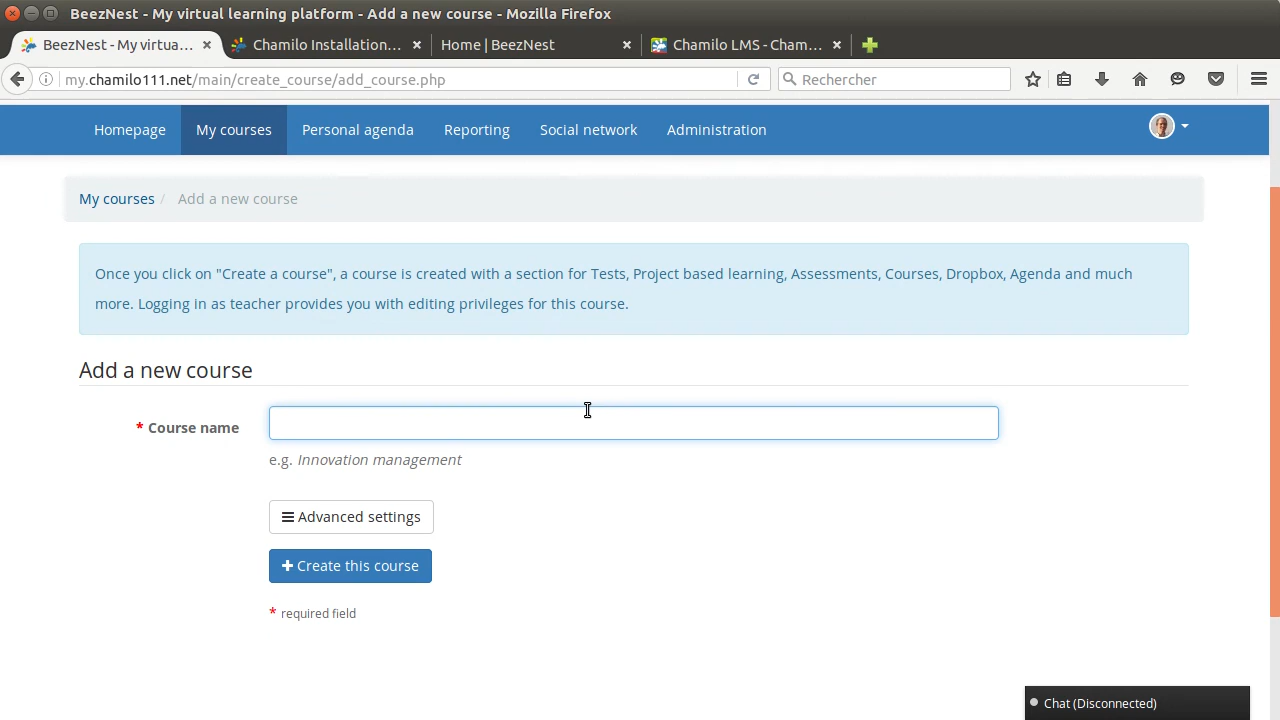 BeezNest - My virtual learning platform - Add a new course - Mozilla Firefox
BeezNest - My virtua... × Chamilo Installation... × Home | BeezNest × Chamilo LMS - Cham... ×
my.chamilo111.net/main/create_course/add_course.php Rechercher
Homepage My courses Personal agenda Reporting Social network Administration
My courses / Add a new course
Once you click on "Create a course", a course is created with a section for Tests, Project based learning, Assessments, Courses, Dropbox, Agenda and much
more. Logging in as teacher provides you with editing privileges for this course.
Add a new course
* Course name
e.g. Innovation management
Advanced settings
Create this course
* required field
Chat (Disconnected)